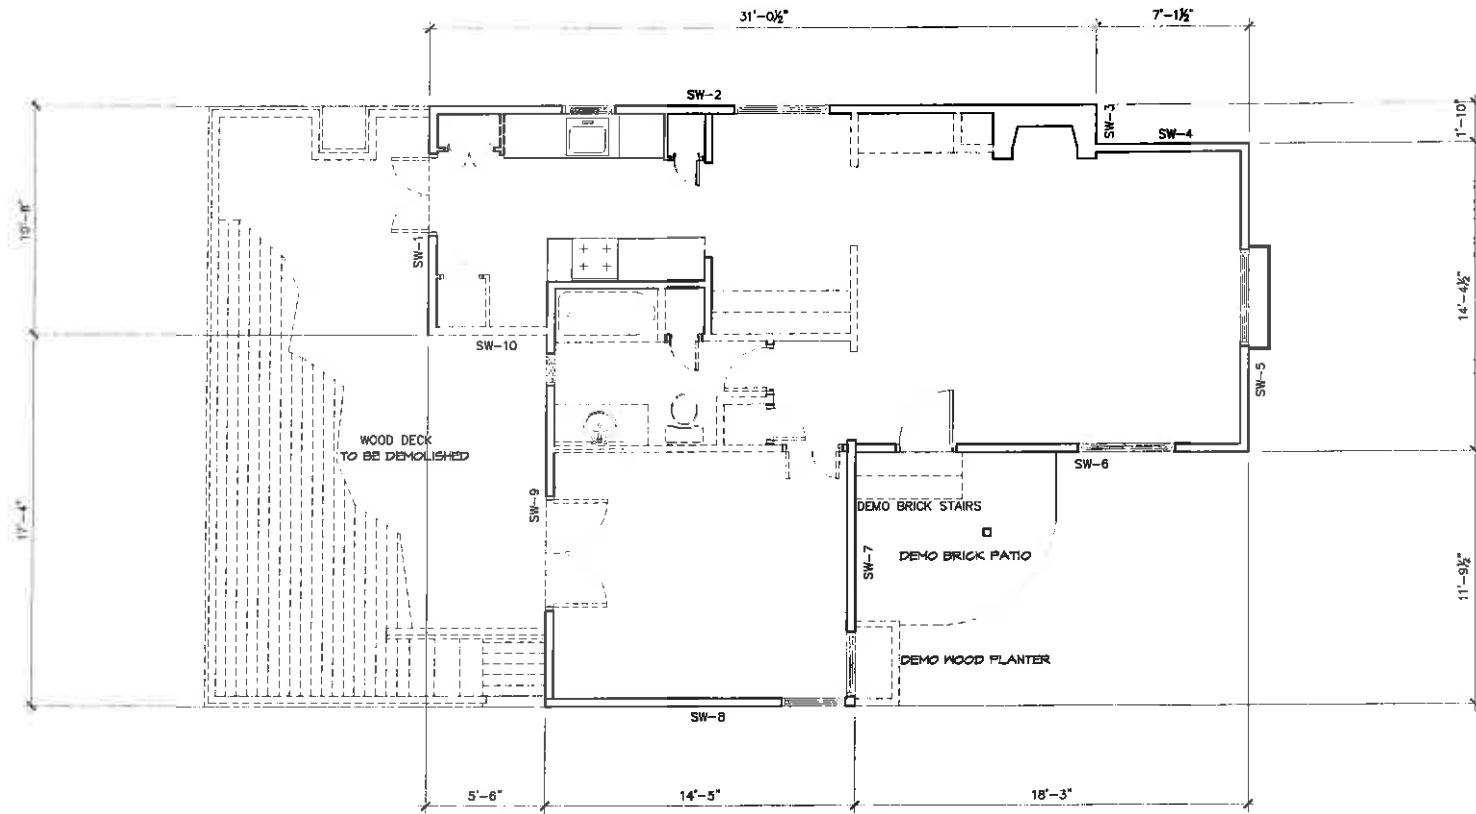 31'-0½"
7'-1½"
SW-2
SW-3
SW-4
1'-10"
10'-8"
SW-1
14'-4½"
SW-10
SW-5
WOOD DECK
TO BE DEMOLISHED
SW-6
SW-9
DEMO BRICK STAIRS
17'-4"
DEMO BRICK PATIO
SW-7
11'-9½"
DEMO WOOD PLANTER
SW-8
5'-6"
14'-5"
18'-3"